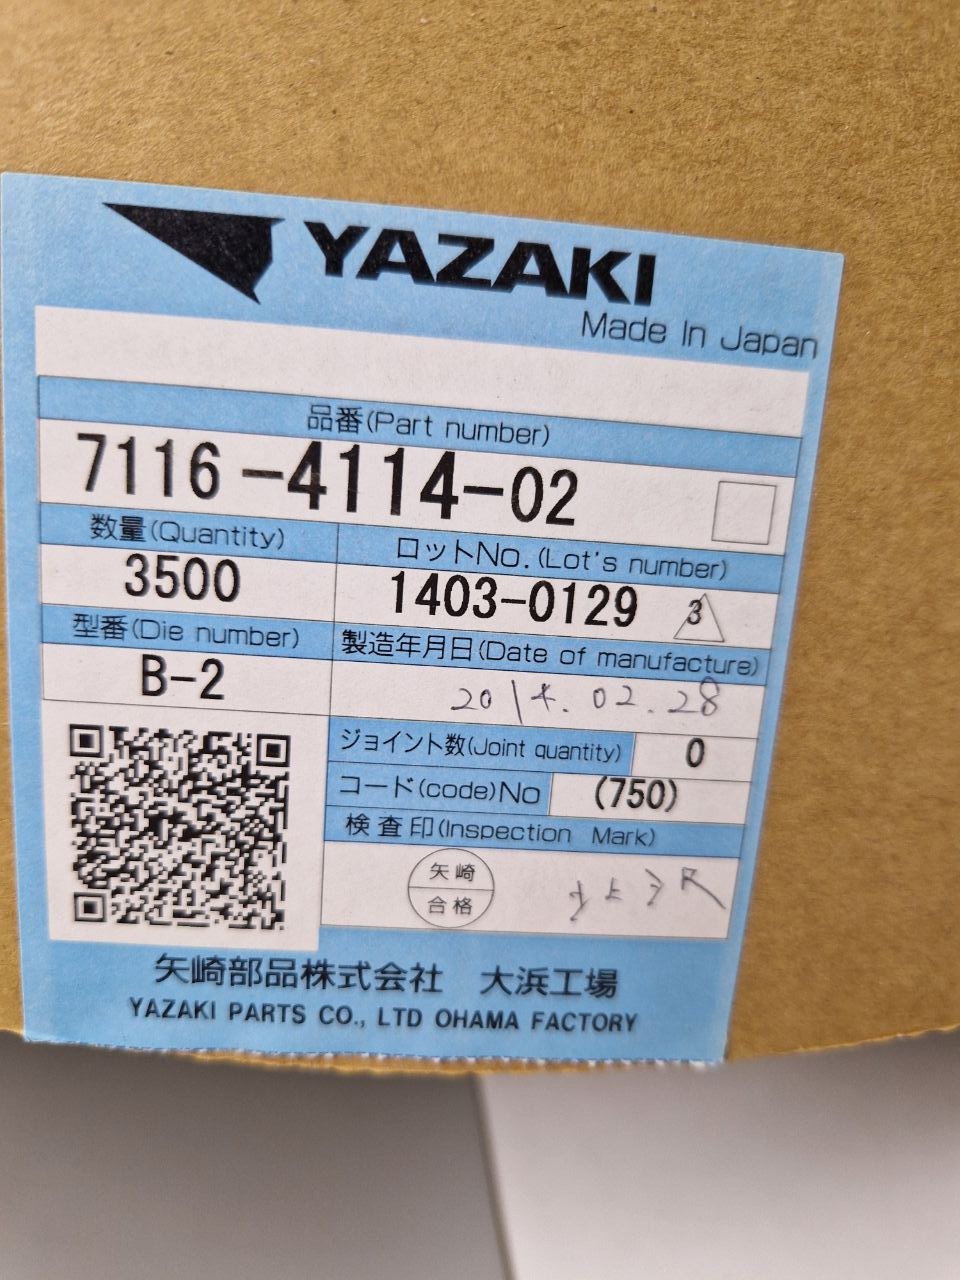 YAZAKI
Made In Japan
品番(Part number)
7116-4114-02
数量(Quantity)
3500
ロットNo.(Lot's number)
1403-0129 3
型番(Die number)
B-2
製造年月日(Date of manufacture)
2014.02.28
ジョイント数(Joint quantity) 0
コード(code)No (750)
検査印(Inspection Mark)
矢崎
合格
矢崎部品株式会社 大浜工場
YAZAKI PARTS CO., LTD OHAMA FACTORY